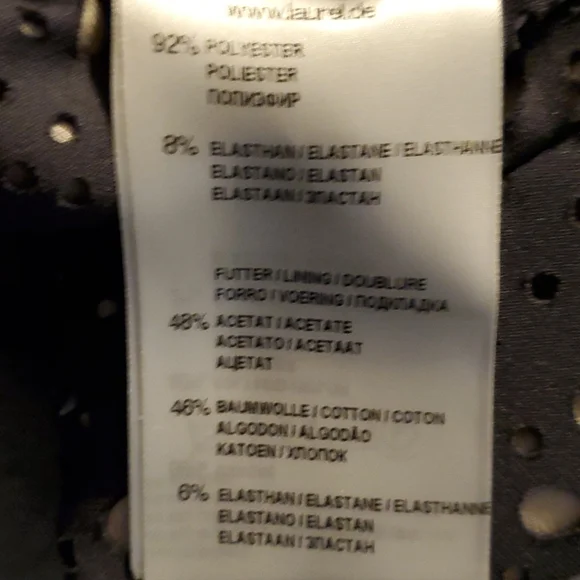 www.laurel.de
92% POLYESTER
POLIESTER
ПОЛИЭФИР
8% ELASTHAN / ELASTANE / ELASTHANNE
ELASTANO / ELASTAN
ELASTAAN / ЭЛАСТАН
FUTTER / LINING / DOUBLURE
FORRO / VOERING / ПОДКЛАДКА
48% ACETAT / ACETATE
ACETATO / ACETAAT
АЦЕТАТ
46% BAUMWOLLE / COTTON / COTON
ALGODON / ALGODÃO
KATOEN / ХЛОПОК
6% ELASTHAN / ELASTANE / ELASTHANNE
ELASTANO / ELASTAN
ELASTAAN / ЭЛАСТАН